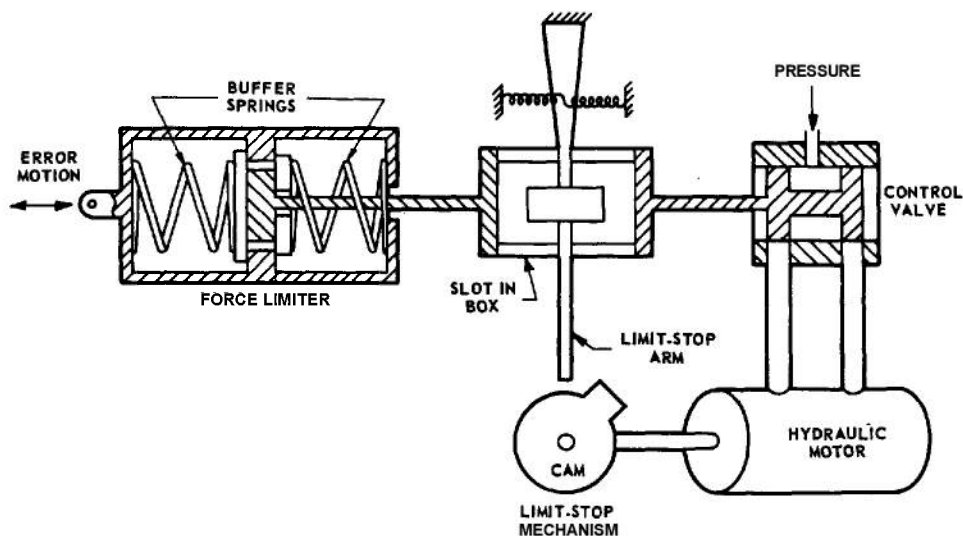 PRESSURE
BUFFER
SPRINGS
ERROR
MOTION
CONTROL
VALVE
FORCE LIMITER
SLOT IN
BOX
LIMIT-STOP
ARM
HYDRAULIC
MOTOR
CAM
LIMIT-STOP
MECHANISM